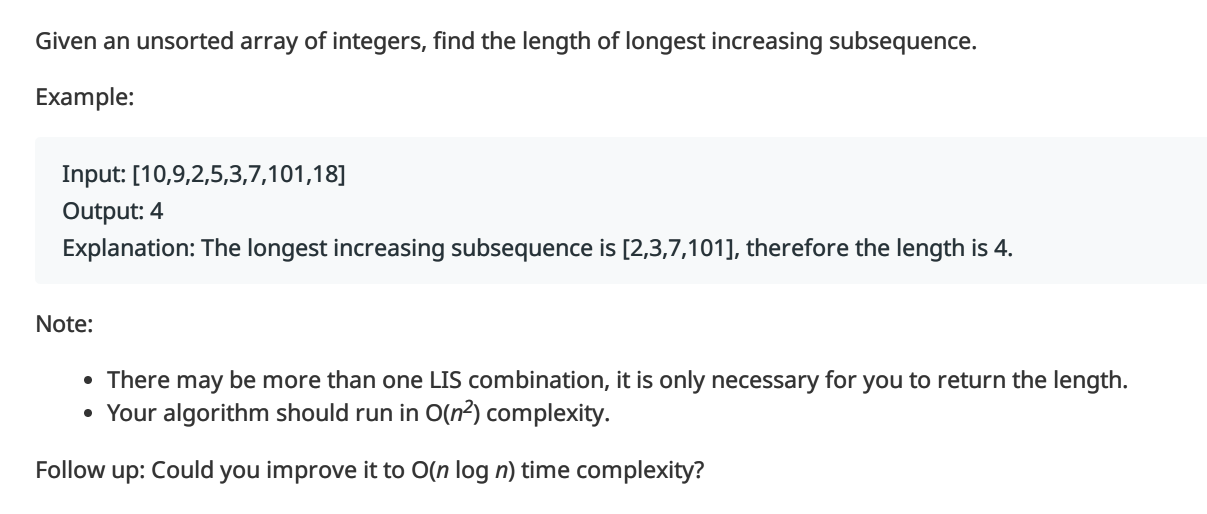 Given an unsorted array of integers, find the length of longest increasing subsequence.
Example:
Input: [10,9,2,5,3,7,101,18]
Output: 4
Explanation: The longest increasing subsequence is [2,3,7,101], therefore the length is 4.
Note:
• There may be more than one LIS combination, it is only necessary for you to return the length.
• Your algorithm should run in O(n²) complexity.
Follow up: Could you improve it to O(n log n) time complexity?